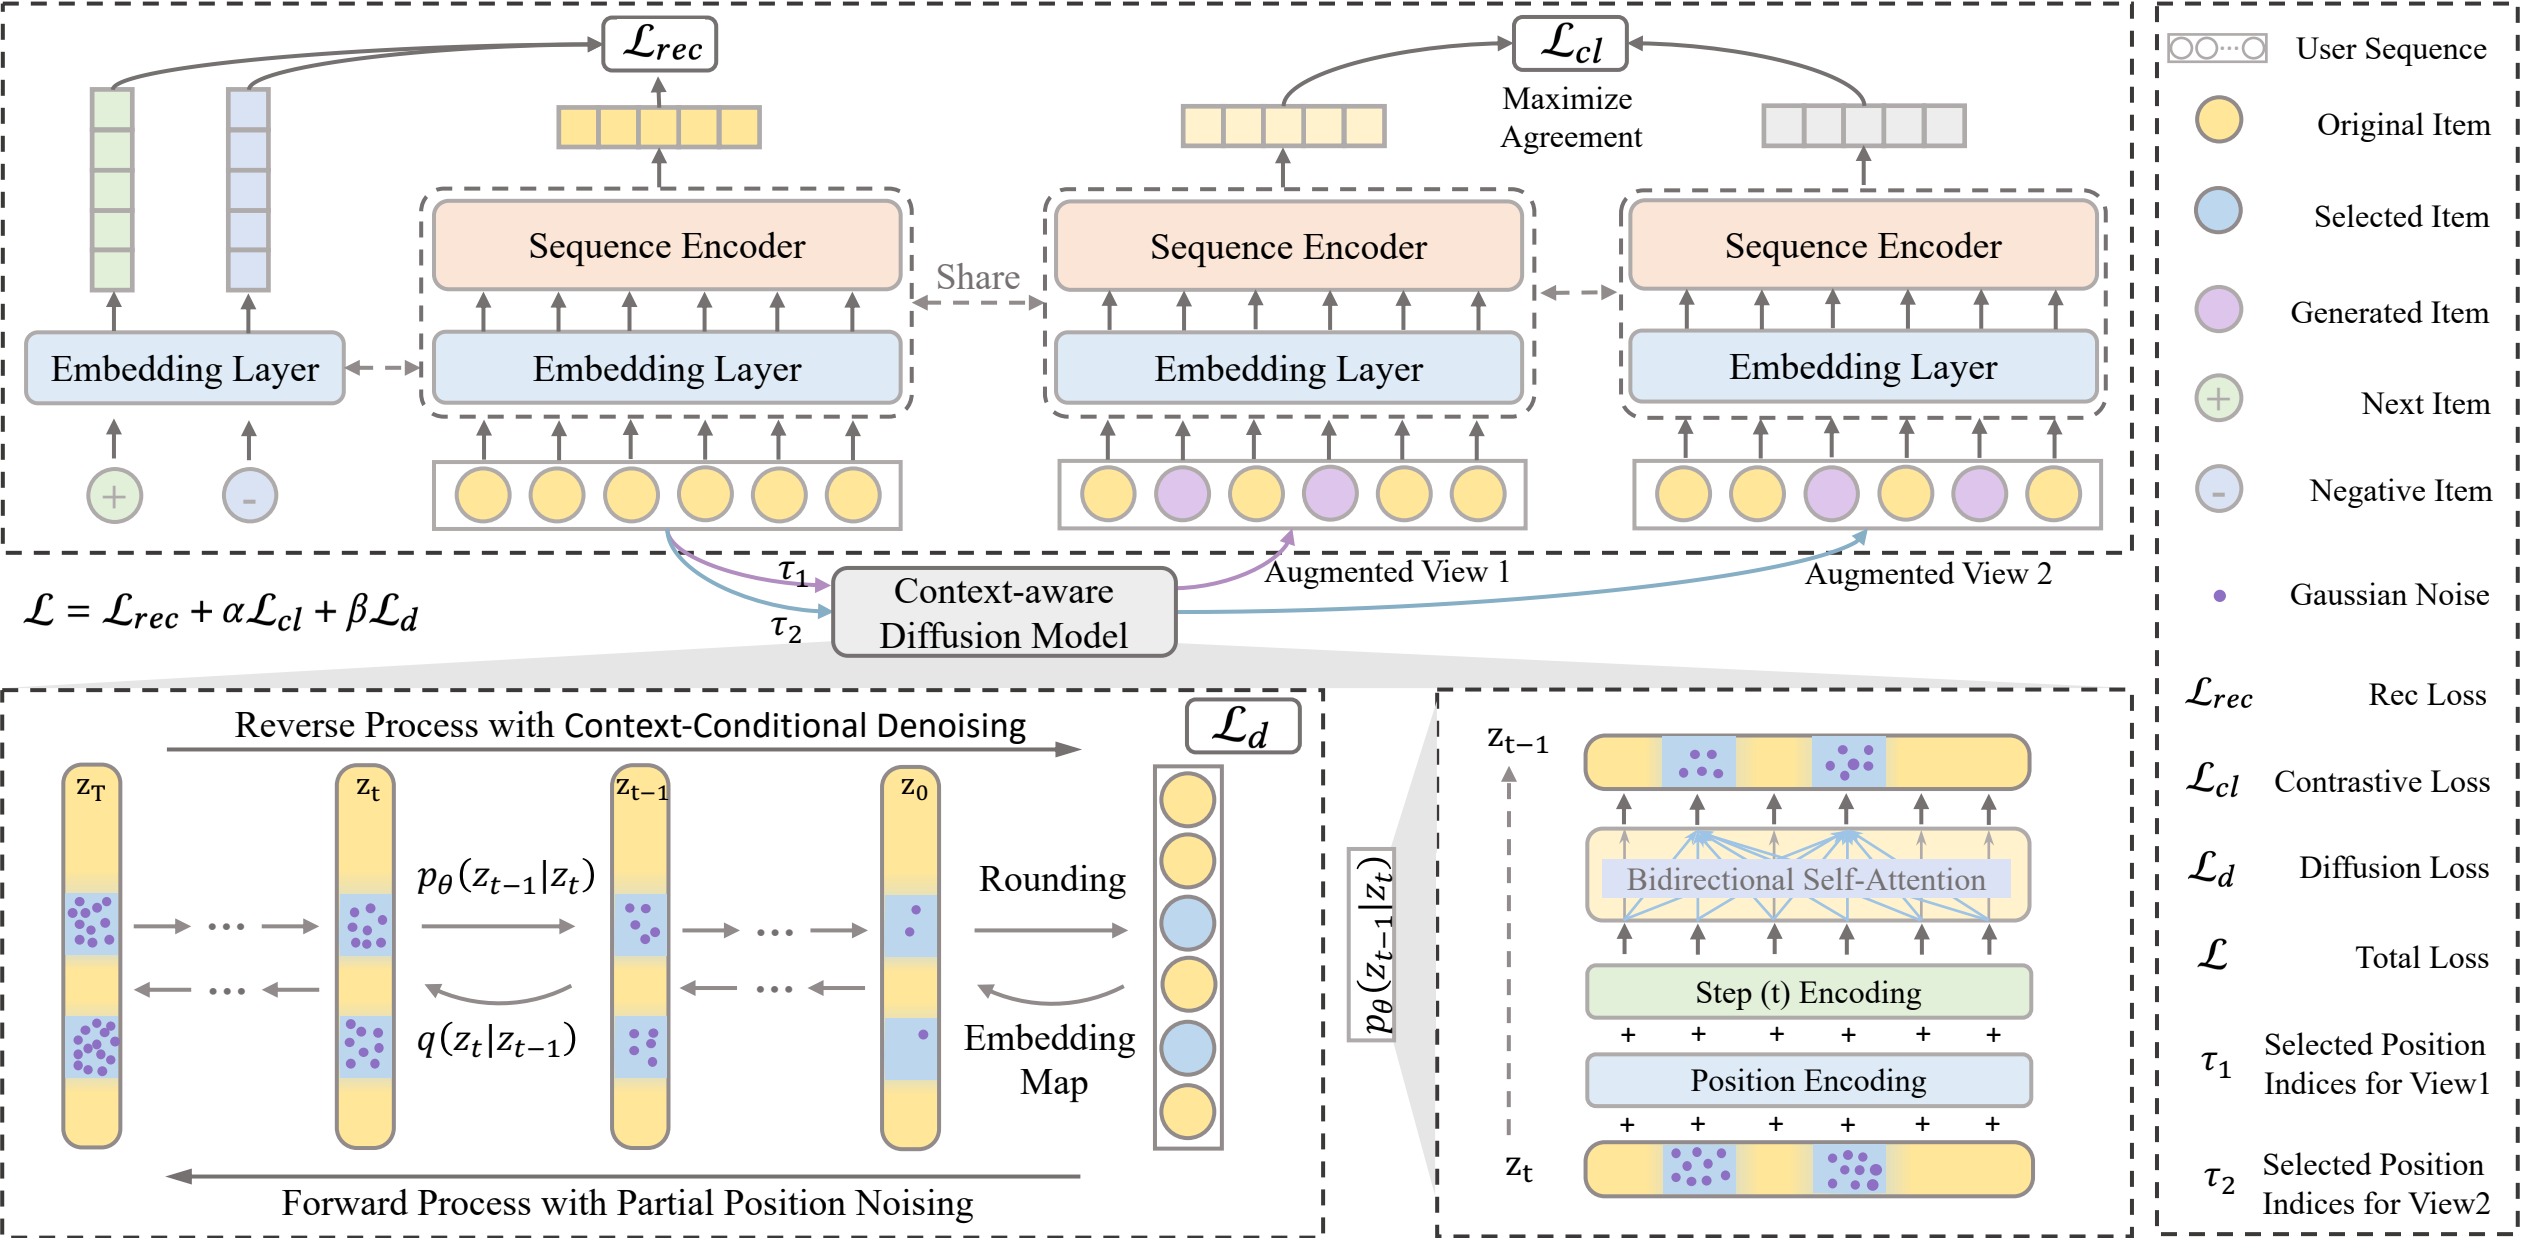 ℒrec
ℒcl
Maximize
Agreement
Sequence Encoder
Sequence Encoder
Sequence Encoder
Share
Embedding Layer
Embedding Layer
Embedding Layer
Embedding Layer
+
-
τ1
τ2
Context-aware
Diffusion Model
Augmented View 1
Augmented View 2
ℒ = ℒrec + αℒcl + βℒd
Reverse Process with Context-Conditional Denoising
ℒd
zT
zt
zt−1
z0
pθ(zt−1|zt)
...
...
Rounding
...
...
q(zt|zt−1)
Embedding
Map
Forward Process with Partial Position Noising
pθ(zt−1|zt)
zt−1
Bidirectional Self-Attention
Step (t) Encoding
+ + + + + +
Position Encoding
+ + + + + +
zt
... User Sequence
Original Item
Selected Item
Generated Item
+ Next Item
- Negative Item
Gaussian Noise
ℒrec Rec Loss
ℒcl Contrastive Loss
ℒd Diffusion Loss
ℒ Total Loss
τ1 Selected Position
Indices for View1
τ2 Selected Position
Indices for View2